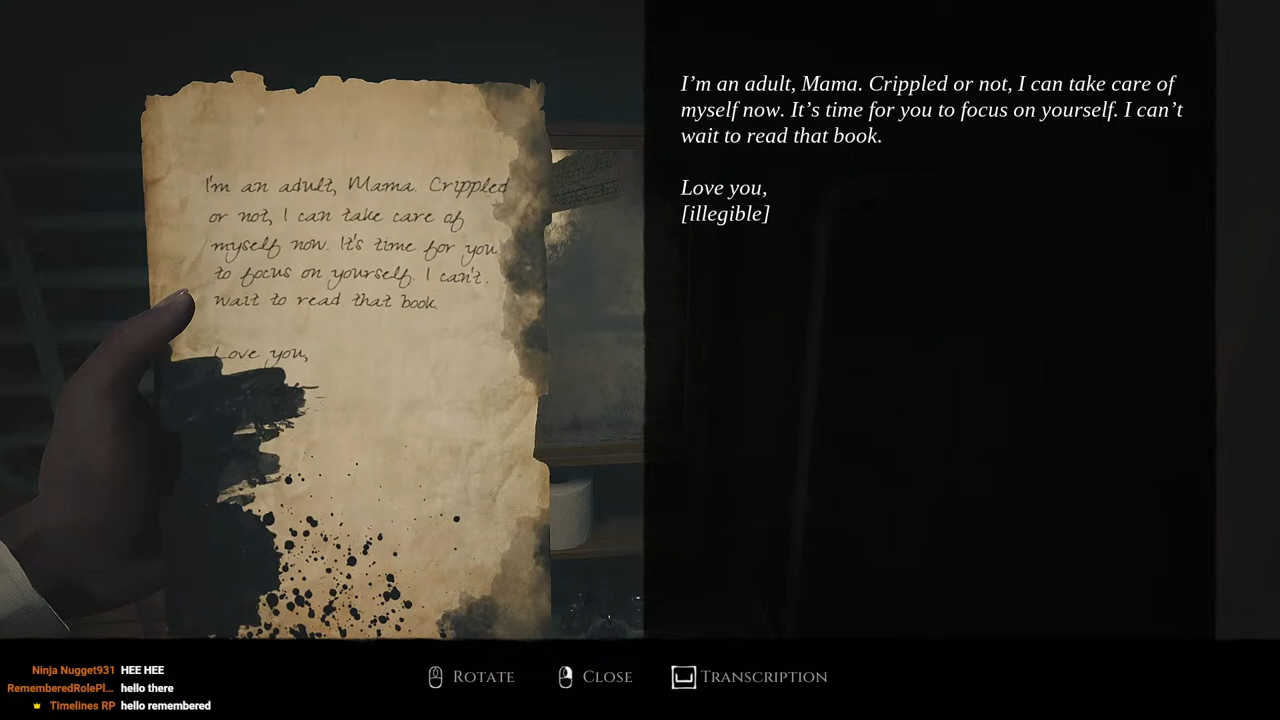 I'm an adult, Mama. Crippled
or not, I can take care of
myself now. It's time for you
to focus on yourself. I can't
wait to read that book.
Love you,
I’m an adult, Mama. Crippled or not, I can take care of
myself now. It’s time for you to focus on yourself. I can’t
wait to read that book.
Love you,
[illegible]
Ninja Nugget931 HEE HEE
RememberedRolePl... hello there
Timelines RP hello remembered
ROTATE
CLOSE
TRANSCRIPTION